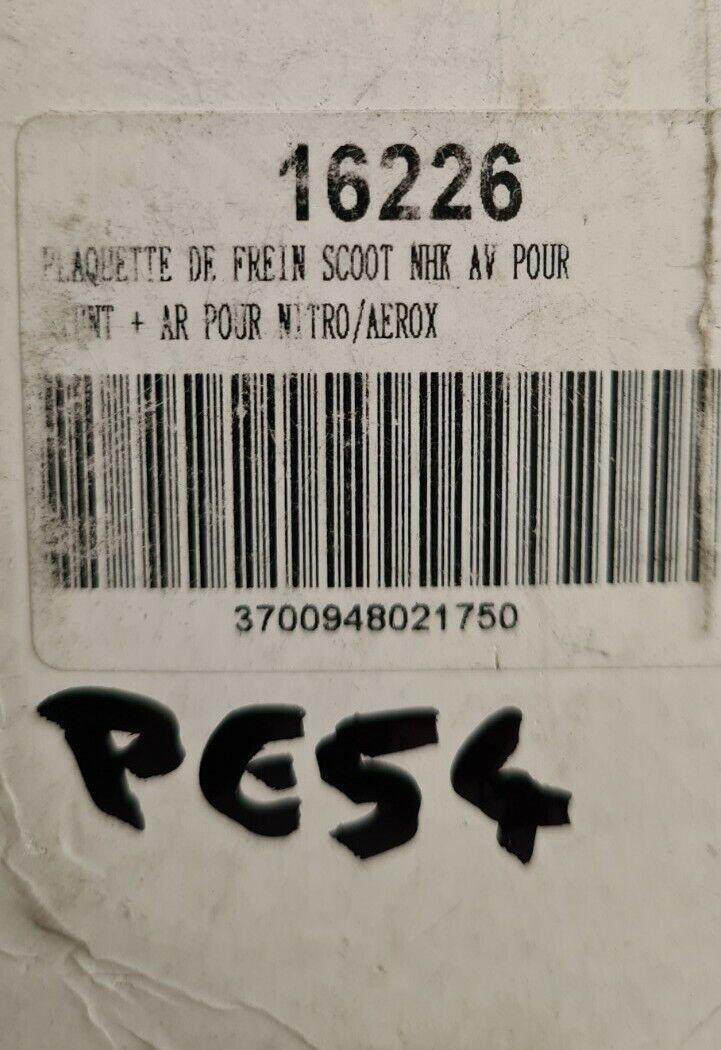 16226
PLAQUETTE DE FREIN SCOOT NHK AV POUR
+ AR POUR NITRO/AEROX
3700948021750
PE54